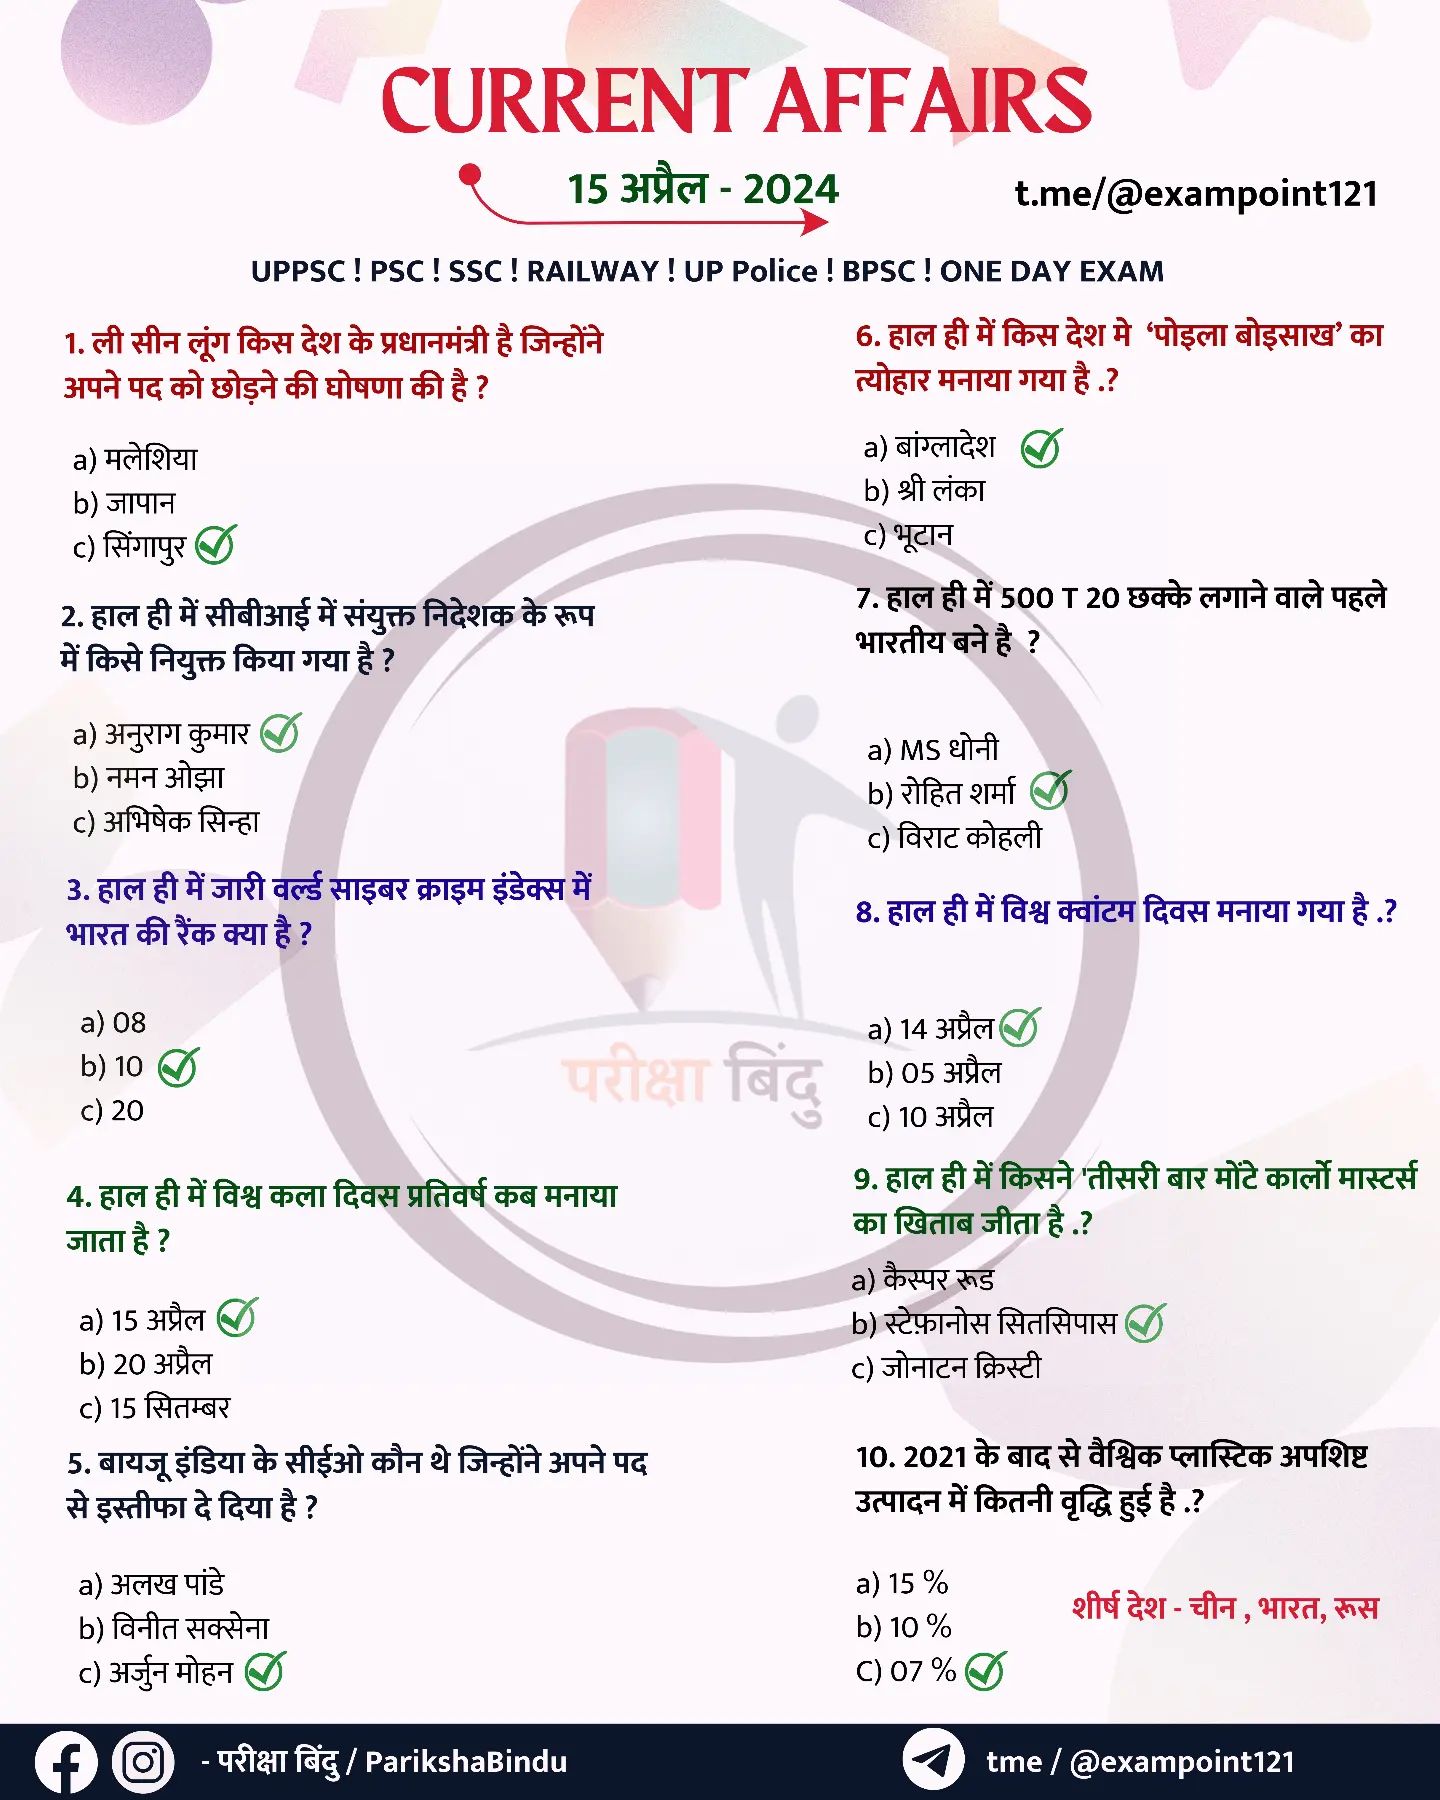 CURRENT AFFAIRS
15 अप्रैल - 2024
t.me/@exampoint121
UPPSC ! PSC ! SSC ! RAILWAY ! UP Police ! BPSC ! ONE DAY EXAM
1. ली सीन लूंग किस देश के प्रधानमंत्री है जिन्होंने
अपने पद को छोड़ने की घोषणा की है ?
a) मलेशिया
b) जापान
c) सिंगापुर
2. हाल ही में सीबीआई में संयुक्त निदेशक के रूप
में किसे नियुक्त किया गया है ?
a) अनुराग कुमार
b) नमन ओझा
c) अभिषेक सिन्हा
3. हाल ही में जारी वर्ल्ड साइबर क्राइम इंडेक्स में
भारत की रैंक क्या है ?
a) 08
b) 10
c) 20
4. हाल ही में विश्व कला दिवस प्रतिवर्ष कब मनाया
जाता है ?
a) 15 अप्रैल
b) 20 अप्रैल
c) 15 सितम्बर
5. बायजू इंडिया के सीईओ कौन थे जिन्होंने अपने पद
से इस्तीफा दे दिया है ?
a) अलख पांडे
b) विनीत सक्सेना
c) अर्जुन मोहन
6. हाल ही में किस देश मे ‘पोइला बोइसाख’ का
त्योहार मनाया गया है .?
a) बांग्लादेश
b) श्री लंका
c) भूटान
7. हाल ही में 500 T 20 छक्के लगाने वाले पहले
भारतीय बने है ?
a) MS धोनी
b) रोहित शर्मा
c) विराट कोहली
8. हाल ही में विश्व क्वांटम दिवस मनाया गया है .?
a) 14 अप्रैल
b) 05 अप्रैल
c) 10 अप्रैल
9. हाल ही में किसने 'तीसरी बार मोंटे कार्लो मास्टर्स
का खिताब जीता है .?
a) कैस्पर रूड
b) स्टेफ़ानोस सितसिपास
c) जोनाटन क्रिस्टी
10. 2021 के बाद से वैश्विक प्लास्टिक अपशिष्ट
उत्पादन में कितनी वृद्धि हुई है .?
a) 15 %
b) 10 %
C) 07 %
शीर्ष देश - चीन , भारत, रूस
परीक्षा बिंदु
- परीक्षा बिंदु / ParikshaBindu
tme / @exampoint121